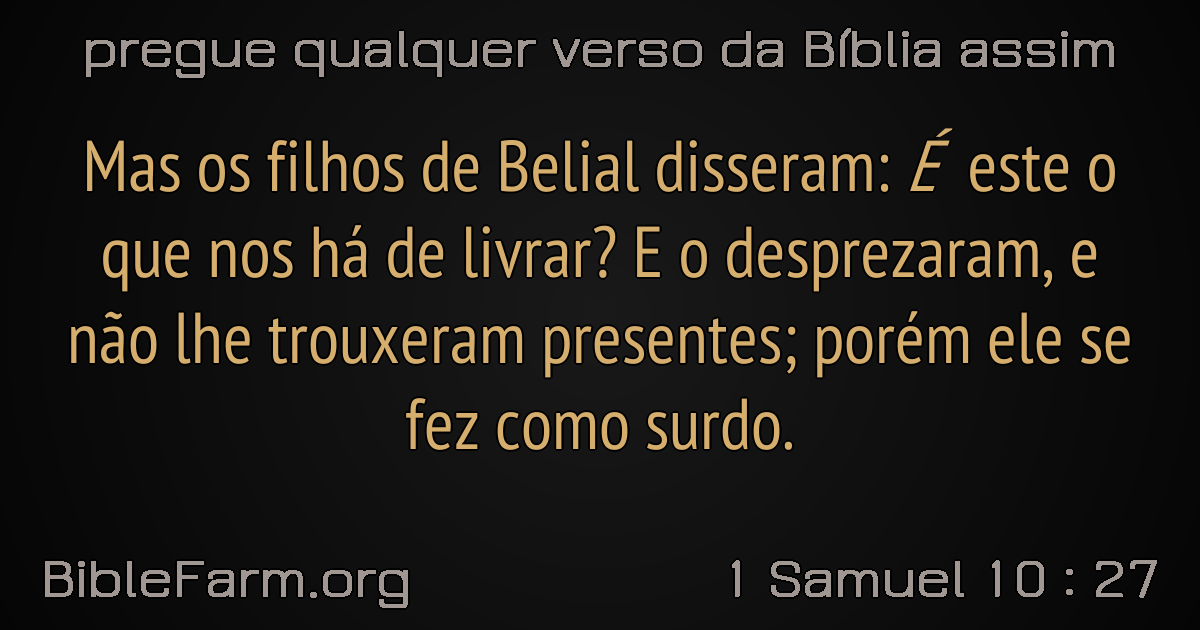 pregue qualquer verso da Bíblia assim
Mas os filhos de Belial disseram: É este o
que nos há de livrar? E o desprezaram, e
não lhe trouxeram presentes; porém ele se
fez como surdo.
BibleFarm.org
1 Samuel 10 : 27